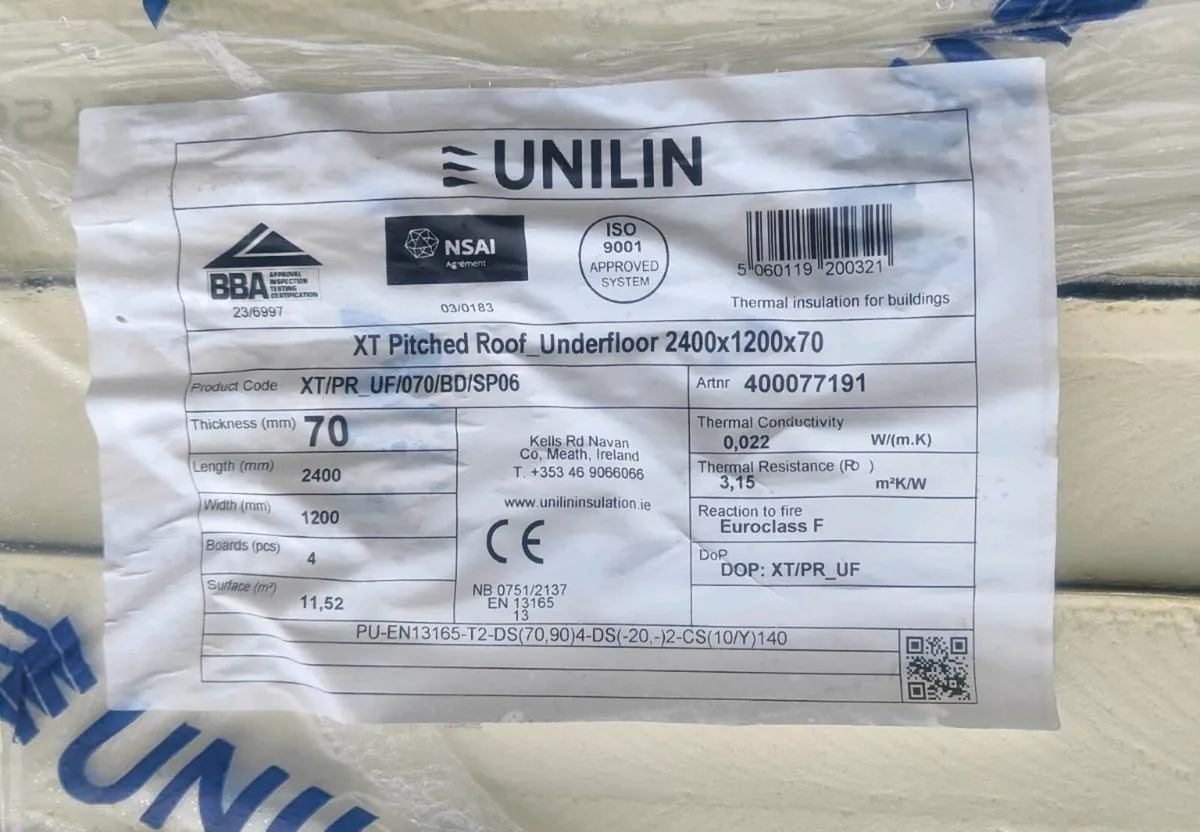 UNILIN
BBA APPROVAL INSPECTION TESTING CERTIFICATION
23/6997
NSAI
Agrément
03/0183
ISO
9001
APPROVED
SYSTEM
5 060119 200321
Thermal insulation for buildings
XT Pitched Roof_Underfloor 2400x1200x70
Product Code XT/PR_UF/070/BD/SP06
Artnr 400077191
Thickness (mm) 70
Length (mm) 2400
Width (mm) 1200
Boards (pcs) 4
Surface (m²) 11,52
Kells Rd Navan
Co, Meath, Ireland
T. +353 46 9066066
www.unilininsulation.ie
CE
NB 0751/2137
EN 13165
13
Thermal Conductivity
0,022 W/(m.K)
Thermal Resistance (RD )
3,15 m²K/W
Reaction to fire
Euroclass F
DoP
DOP: XT/PR_UF
PU-EN13165-T2-DS(70,90)4-DS(-20,-)2-CS(10/Y)140
UNILI